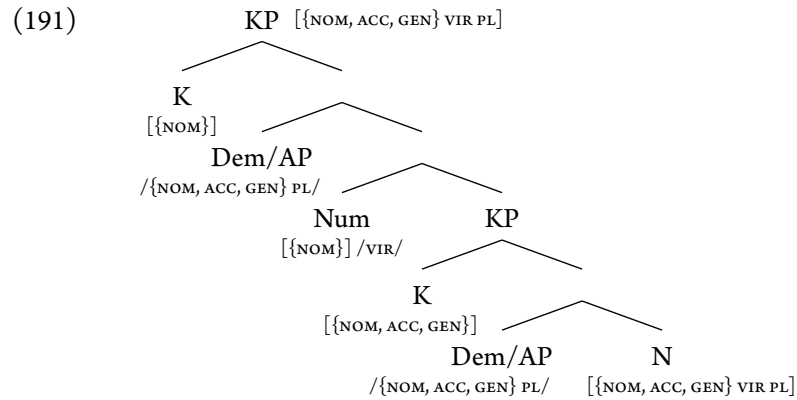 (191)
KP [{NOM, ACC, GEN} VIR PL]
K
[{NOM}]
Dem/AP
/{NOM, ACC, GEN} PL/
Num KP
[{NOM}] /VIR/
K
[{NOM, ACC, GEN}]
Dem/AP N
/{NOM, ACC, GEN} PL/ [{NOM, ACC, GEN} VIR PL]